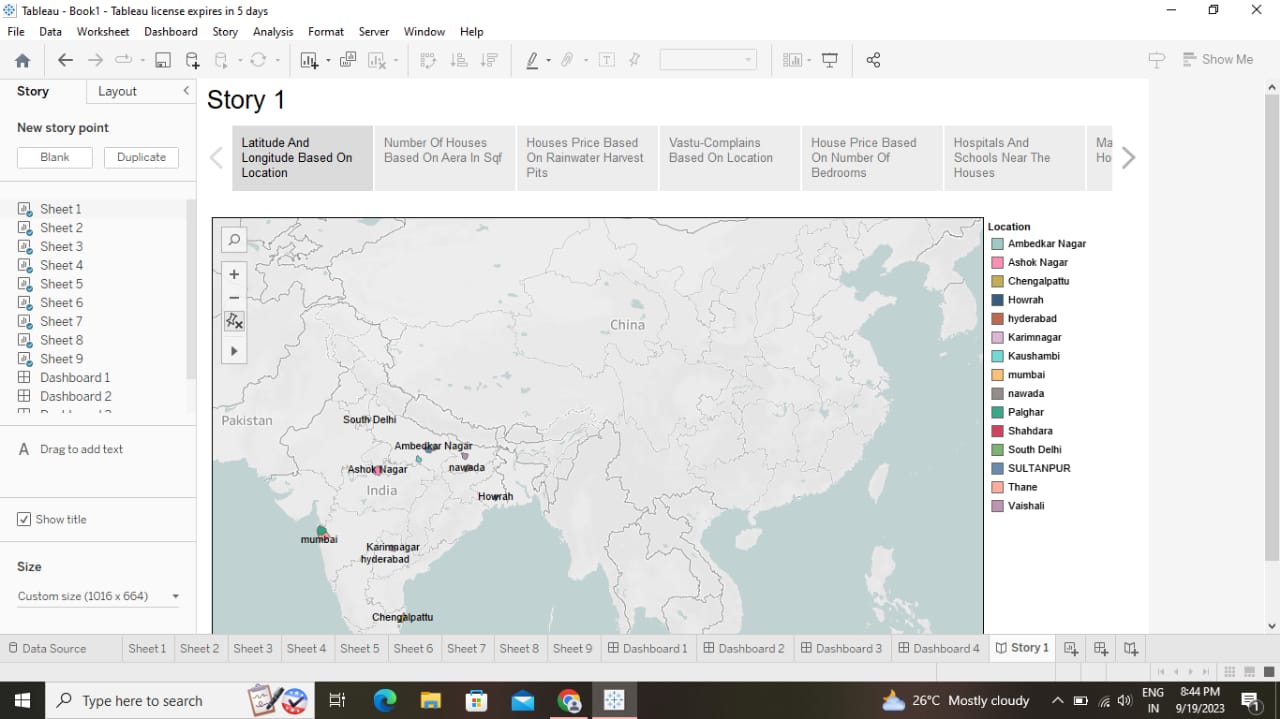 Tableau - Book1 - Tableau license expires in 5 days
File Data Worksheet Dashboard Story Analysis Format Server Window Help
Show Me
Story Layout
New story point
Blank Duplicate
Sheet 1
Sheet 2
Sheet 3
Sheet 4
Sheet 5
Sheet 6
Sheet 7
Sheet 8
Sheet 9
Dashboard 1
Dashboard 2
A Drag to add text
Show title
Size
Custom size (1016 x 664)
Story 1
Latitude And
Longitude Based On
Location
Number Of Houses
Based On Aera In Sqf
Houses Price Based
On Rainwater Harvest
Pits
Vastu-Complains
Based On Location
House Price Based
On Number Of
Bedrooms
Hospitals And
Schools Near The
Houses
Ma
Ho
China
Pakistan
South Delhi
Ambedkar Nagar
Ashok Nagar
nawada
India
Howrah
mumbai
Karimnagar
hyderabad
Chengalpattu
Location
Ambedkar Nagar
Ashok Nagar
Chengalpattu
Howrah
hyderabad
Karimnagar
Kaushambi
mumbai
nawada
Palghar
Shahdara
South Delhi
SULTANPUR
Thane
Vaishali
Data Source Sheet 1 Sheet 2 Sheet 3 Sheet 4 Sheet 5 Sheet 6 Sheet 7 Sheet 8 Sheet 9 Dashboard 1 Dashboard 2 Dashboard 3 Dashboard 4 Story 1
Type here to search
26°C Mostly cloudy
ENG
IN
8:44 PM
9/19/2023
1